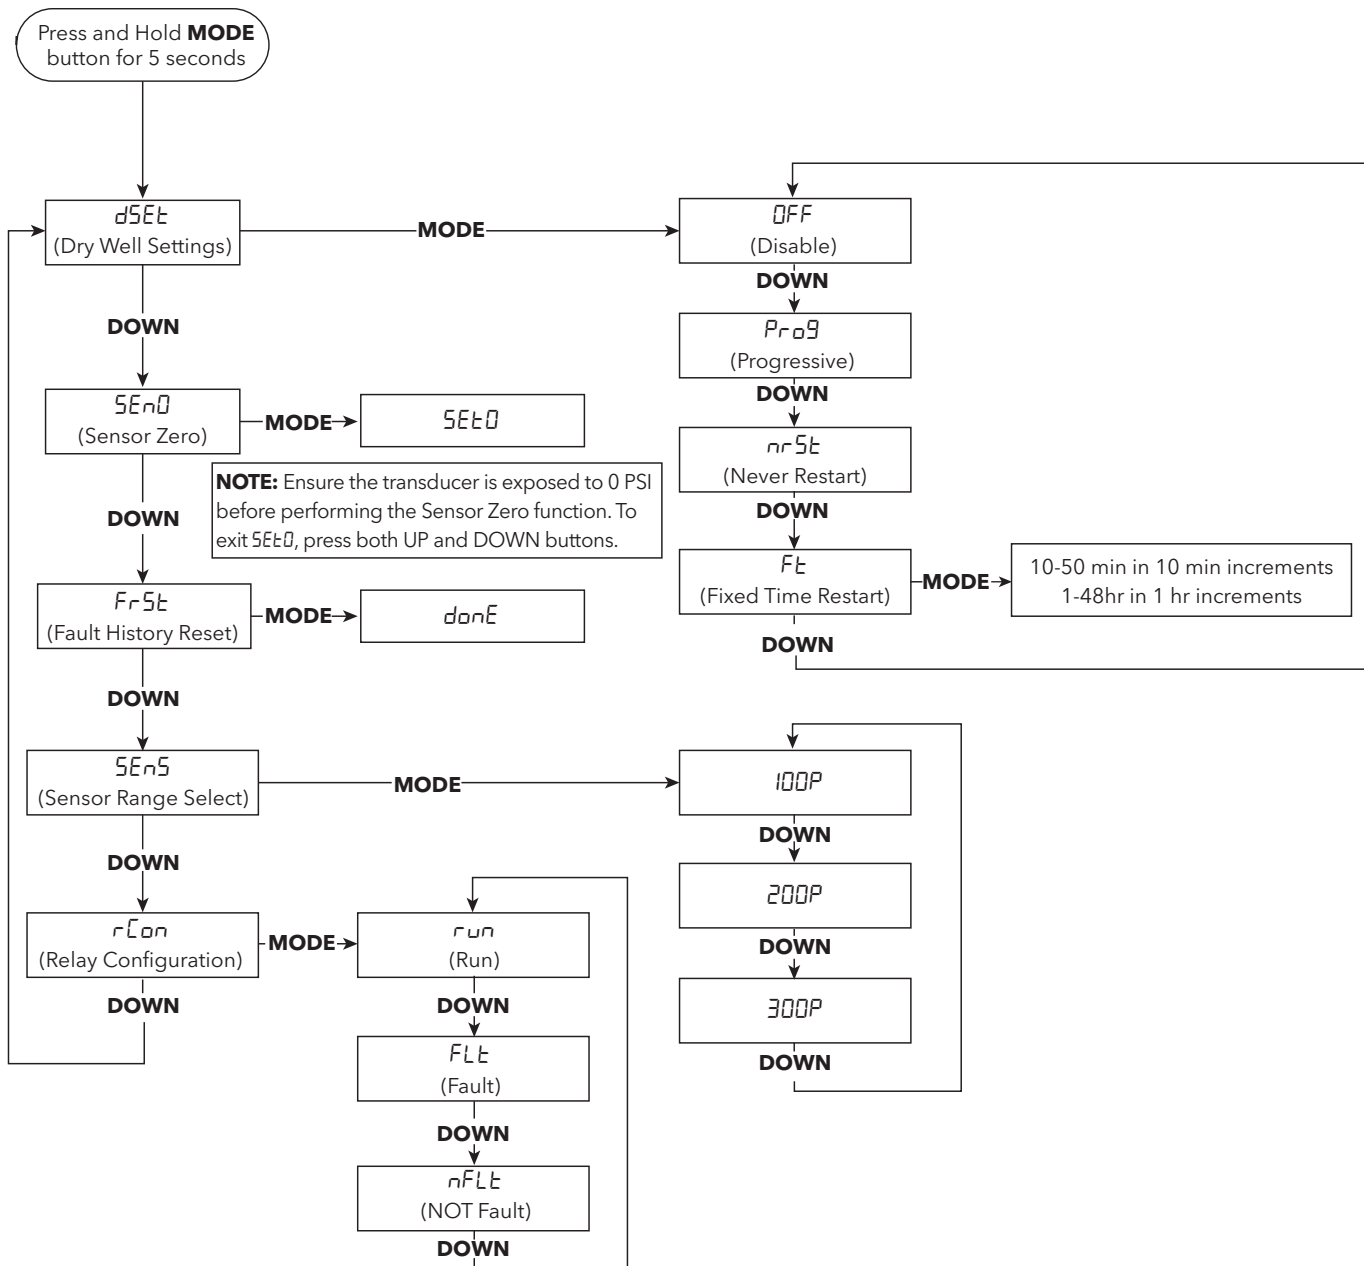 Press and Hold MODE
button for 5 seconds
dSEt
(Dry Well Settings)
MODE
OFF
(Disable)
DOWN
Prog
(Progressive)
DOWN
nrSt
(Never Restart)
DOWN
Ft
(Fixed Time Restart)
MODE
10-50 min in 10 min increments
1-48hr in 1 hr increments
DOWN
DOWN
SEn0
(Sensor Zero)
MODE
SEt0
NOTE: Ensure the transducer is exposed to 0 PSI
before performing the Sensor Zero function. To
exit SEt0, press both UP and DOWN buttons.
DOWN
FrSt
(Fault History Reset)
MODE
donE
DOWN
SEnS
(Sensor Range Select)
MODE
100P
DOWN
200P
DOWN
300P
DOWN
DOWN
rCon
(Relay Configuration)
MODE
run
(Run)
DOWN
DOWN
FLt
(Fault)
DOWN
nFLt
(NOT Fault)
DOWN